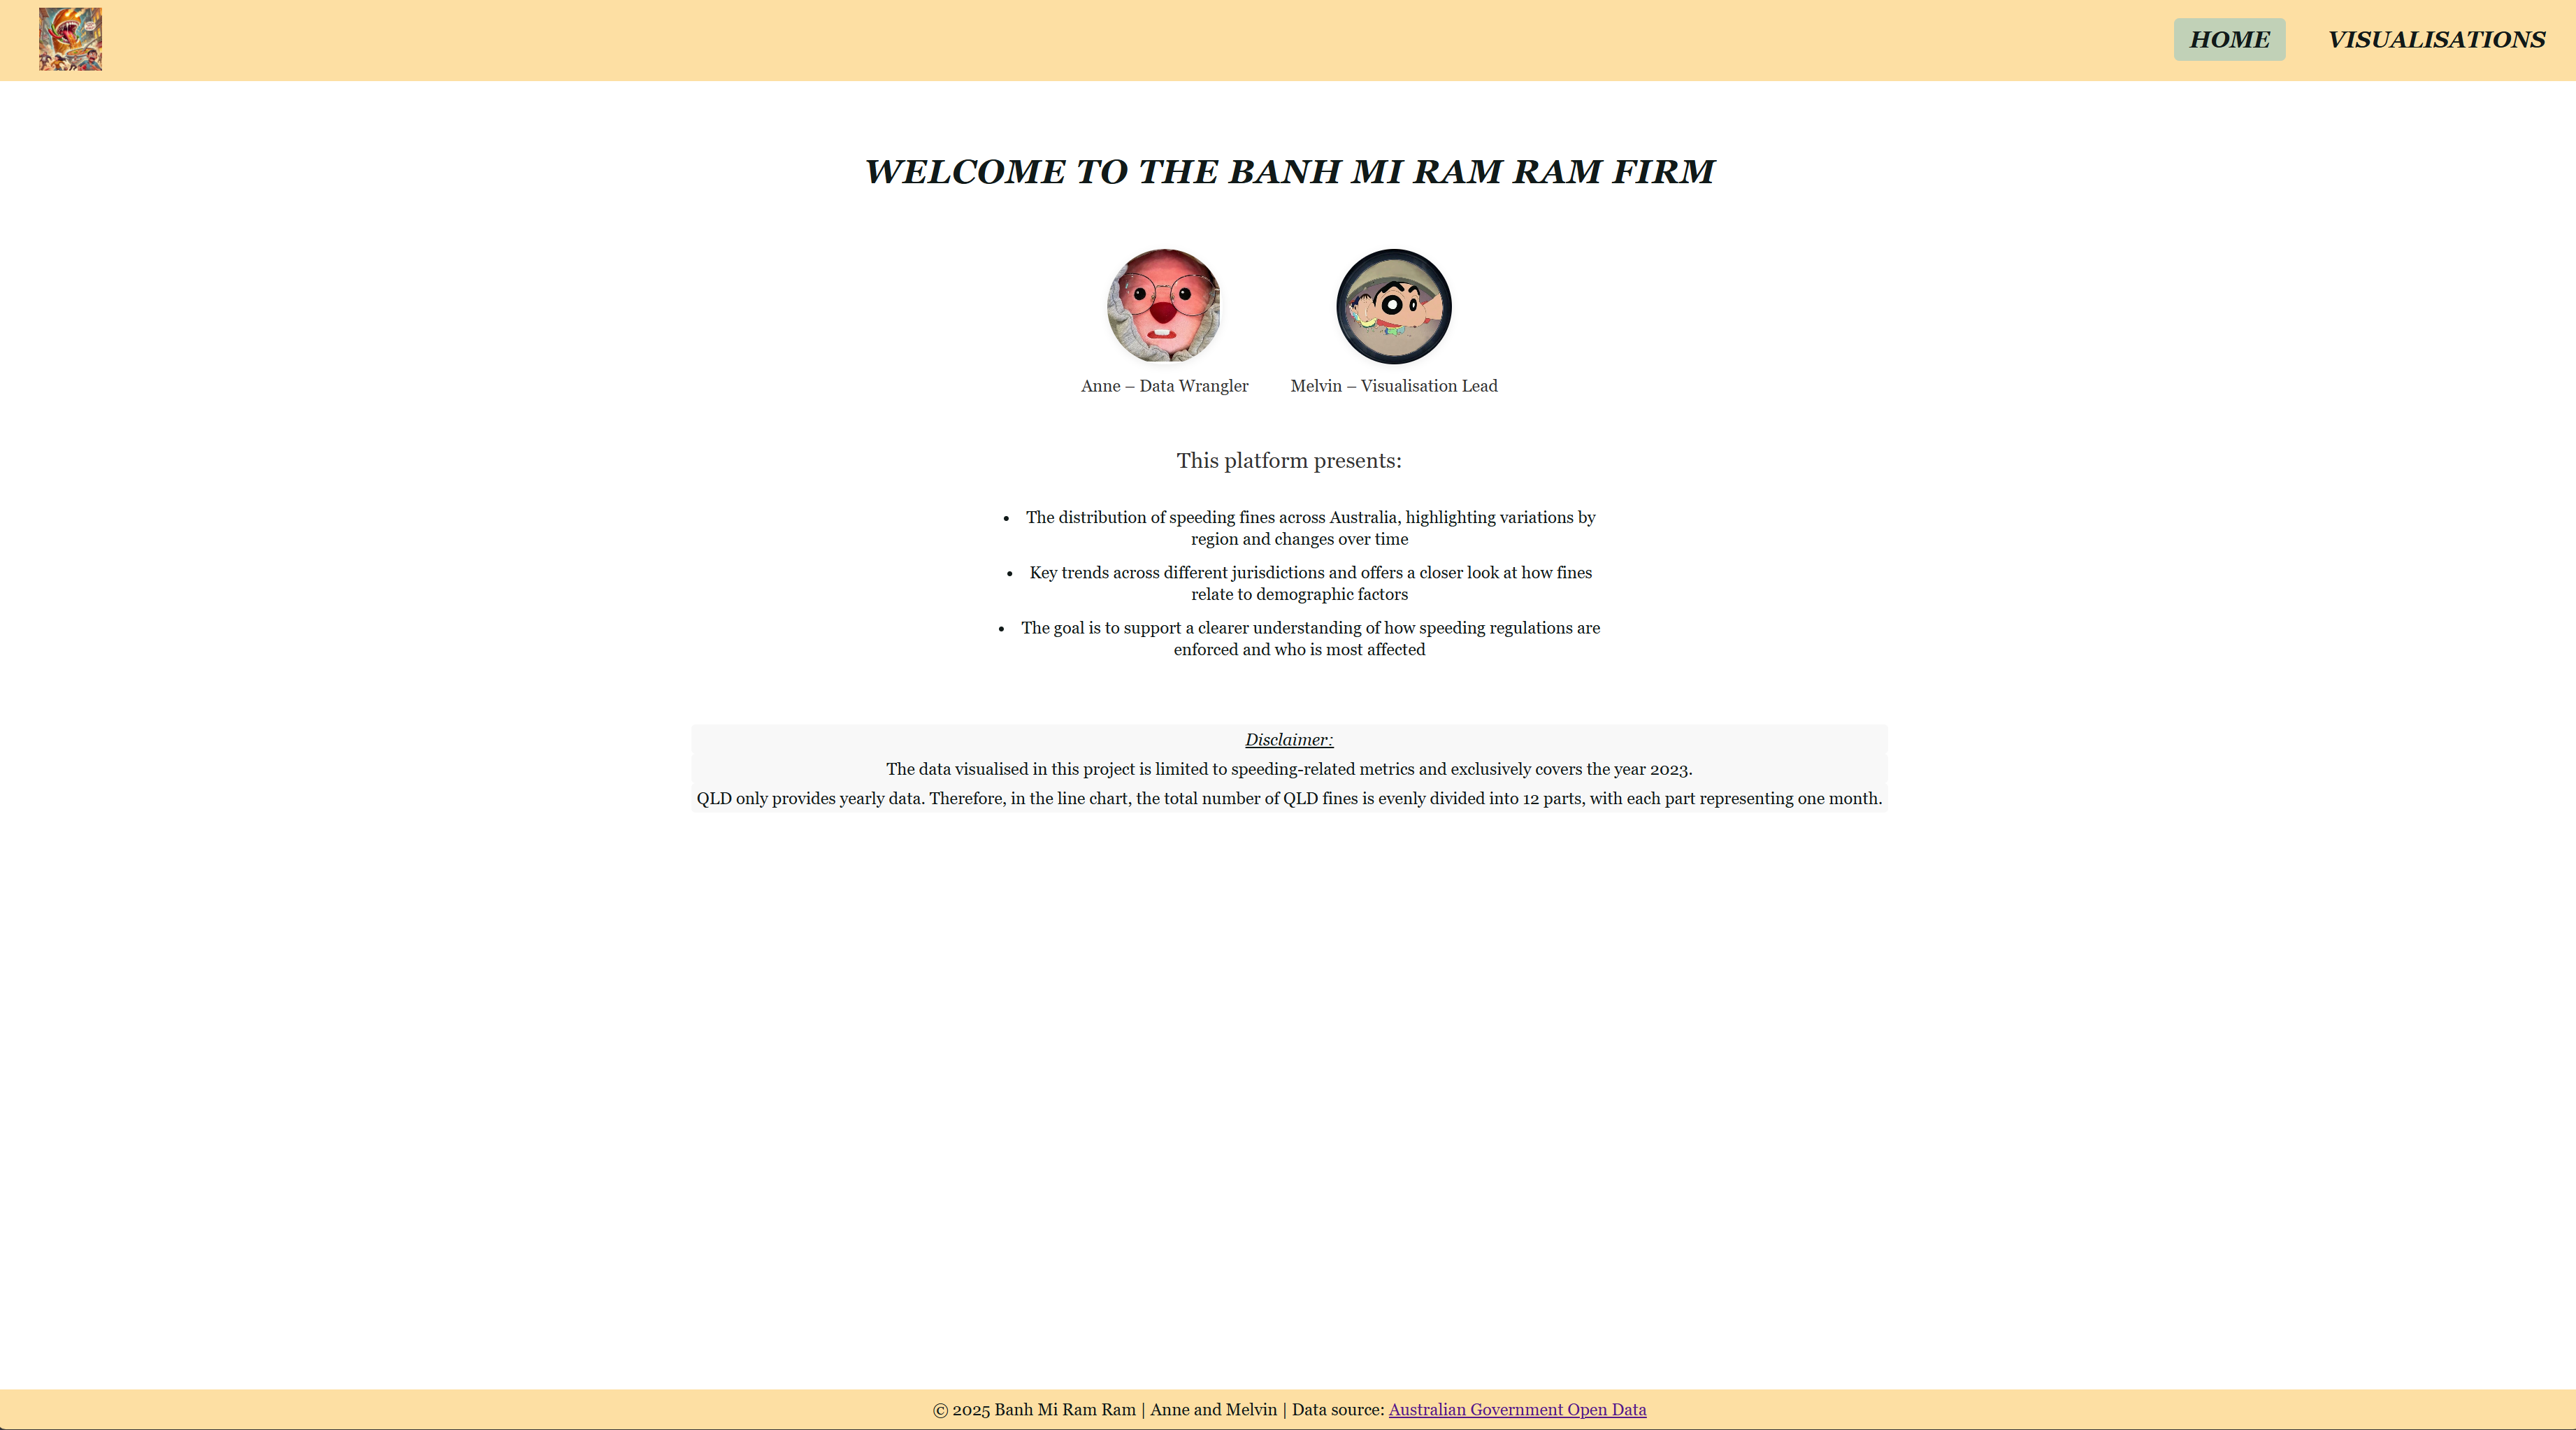 HOME VISUALISATIONS
WELCOME TO THE BANH MI RAM RAM FIRM
Anne – Data Wrangler Melvin – Visualisation Lead
This platform presents:
• The distribution of speeding fines across Australia, highlighting variations by
region and changes over time
• Key trends across different jurisdictions and offers a closer look at how fines
relate to demographic factors
• The goal is to support a clearer understanding of how speeding regulations are
enforced and who is most affected
Disclaimer:
The data visualised in this project is limited to speeding-related metrics and exclusively covers the year 2023.
QLD only provides yearly data. Therefore, in the line chart, the total number of QLD fines is evenly divided into 12 parts, with each part representing one month.
© 2025 Banh Mi Ram Ram | Anne and Melvin | Data source: Australian Government Open Data